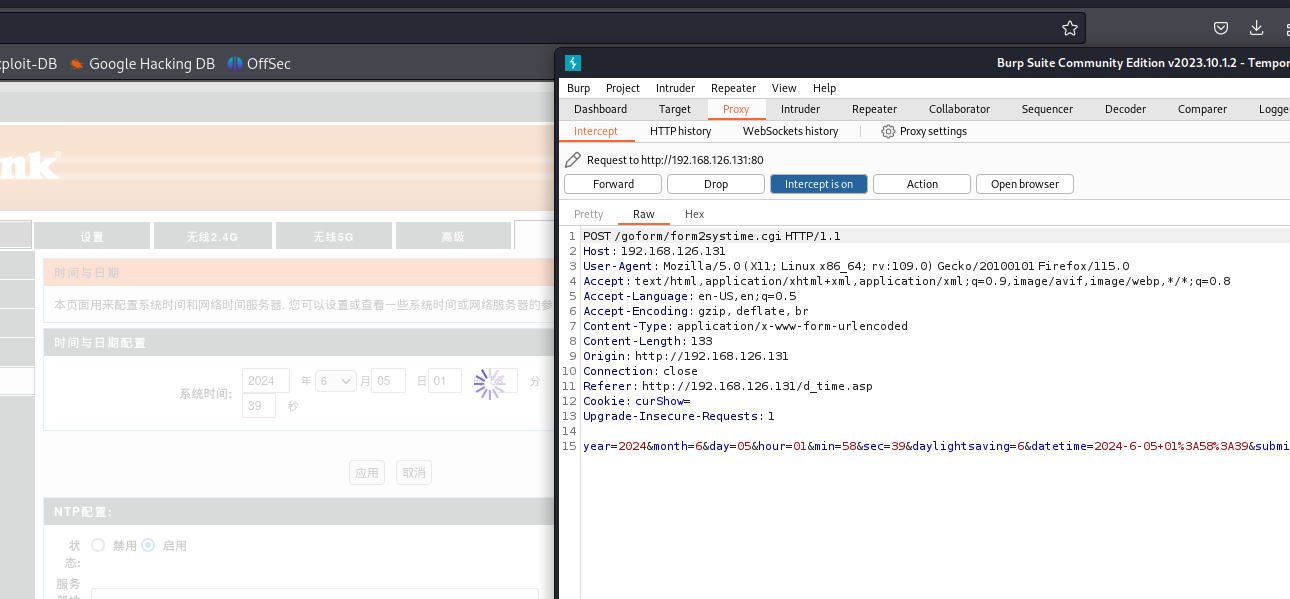 xploit-DB Google Hacking DB OffSec
nk
设置 无线2.4G 无线5G 高级
时间与日期
本页面用来配置系统时间和网络时间服务器. 您可以设置或查看一些系统时间或网络服务器的参
时间与日期配置
系统时间: 2024 年 6 月 05 日 01 分
39 秒
应用 取消
NTP配置:
状 禁用 启用
态:
服务
Burp Suite Community Edition v2023.10.1.2 - Tempor
Burp Project Intruder Repeater View Help
Dashboard Target Proxy Intruder Repeater Collaborator Sequencer Decoder Comparer Logge
Intercept HTTP history WebSockets history Proxy settings
Request to http://192.168.126.131:80
Forward Drop Intercept is on Action Open browser
Pretty Raw Hex
1 POST /goform/form2systime.cgi HTTP/1.1
2 Host: 192.168.126.131
3 User-Agent: Mozilla/5.0 (X11; Linux x86_64; rv:109.0) Gecko/20100101 Firefox/115.0
4 Accept: text/html,application/xhtml+xml,application/xml;q=0.9,image/avif,image/webp,*/*;q=0.8
5 Accept-Language: en-US,en;q=0.5
6 Accept-Encoding: gzip, deflate, br
7 Content-Type: application/x-www-form-urlencoded
8 Content-Length: 133
9 Origin: http://192.168.126.131
10 Connection: close
11 Referer: http://192.168.126.131/d_time.asp
12 Cookie: curShow=
13 Upgrade-Insecure-Requests: 1
14
15 year=2024&month=6&day=05&hour=01&min=58&sec=39&daylightsaving=6&datetime=2024-6-05+01%3A58%3A39&submi